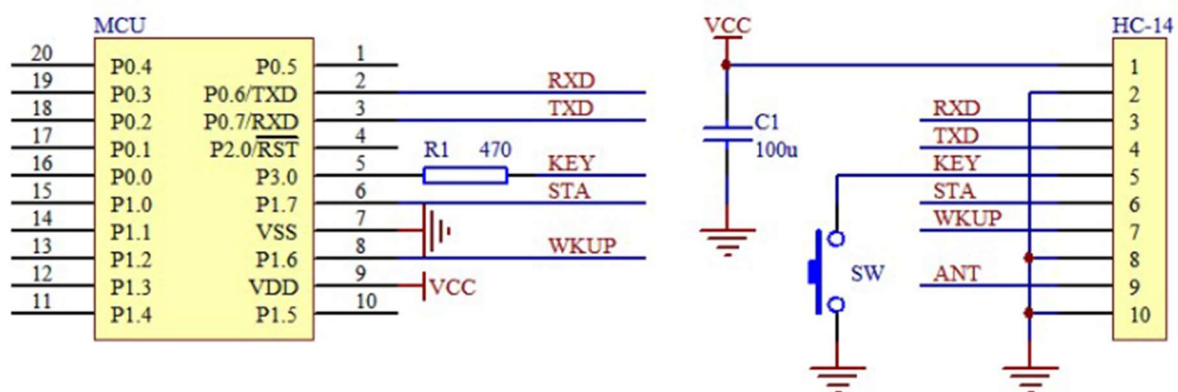 MCU VCC HC-14
20 P0.4 P0.5 1 1
19 P0.3 P0.6/TXD 2 RXD 2
18 P0.2 P0.7/RXD 3 TXD C1 RXD 3
17 P0.1 P2.0/RST 4 R1 470 100u TXD 4
16 P0.0 P3.0 5 KEY KEY 5
15 P1.0 P1.7 6 STA STA 6
14 P1.1 VSS 7 WKUP 7
13 P1.2 P1.6 8 WKUP SW 8
12 P1.3 VDD 9 VCC ANT 9
11 P1.4 P1.5 10 10